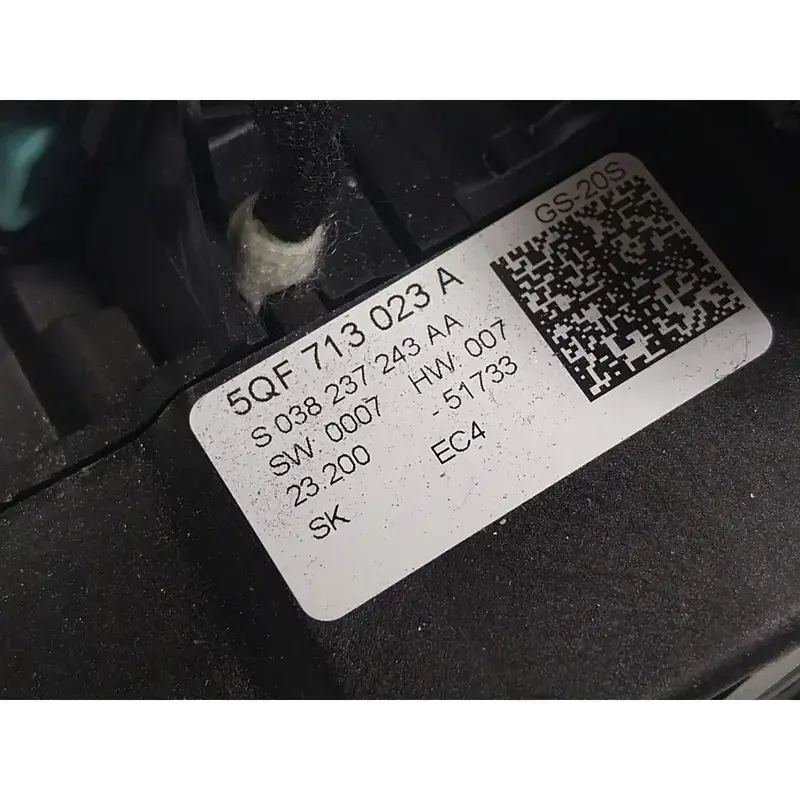 GS-20S
5QF 713 023 A
S 038 237 243 AA
SW: 0007 HW: 007
23.200 - 51733
SK EC4